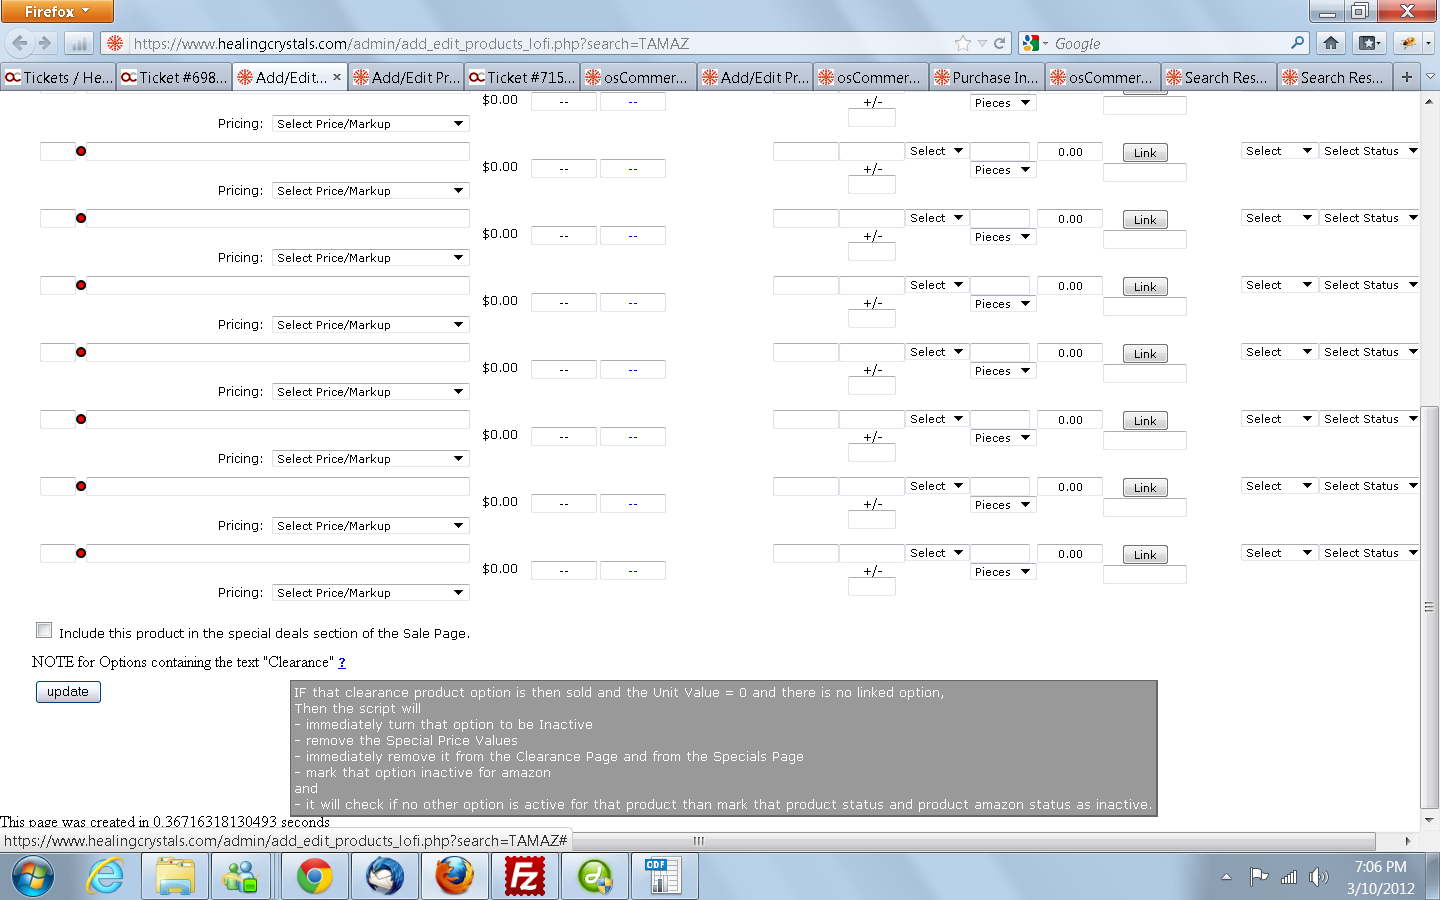 Firefox
https://www.healingcrystals.com/admin/add_edit_products_lofi.php?search=TAMAZ
Google
Tickets / He...
Ticket #698...
Add/Edit...
Add/Edit Pr...
Ticket #715...
osCommer...
Add/Edit Pr...
osCommer...
Purchase In...
osCommer...
Search Res...
Search Res...
$0.00 -- -- +/- Pieces
Pricing: Select Price/Markup
Select 0.00 Link Select Select Status
$0.00 -- -- +/- Pieces
Pricing: Select Price/Markup
Select 0.00 Link Select Select Status
$0.00 -- -- +/- Pieces
Pricing: Select Price/Markup
Select 0.00 Link Select Select Status
$0.00 -- -- +/- Pieces
Pricing: Select Price/Markup
Select 0.00 Link Select Select Status
$0.00 -- -- +/- Pieces
Pricing: Select Price/Markup
Select 0.00 Link Select Select Status
$0.00 -- -- +/- Pieces
Pricing: Select Price/Markup
Select 0.00 Link Select Select Status
$0.00 -- -- +/- Pieces
Pricing: Select Price/Markup
Select 0.00 Link Select Select Status
$0.00 -- -- +/- Pieces
Pricing: Select Price/Markup
Include this product in the special deals section of the Sale Page.
NOTE for Options containing the text "Clearance" ?
update
IF that clearance product option is then sold and the Unit Value = 0 and there is no linked option,
Then the script will
- immediately turn that option to be Inactive
- remove the Special Price Values
- immediately remove it from the Clearance Page and from the Specials Page
- mark that option inactive for amazon
and
- it will check if no other option is active for that product than mark that product status and product amazon status as inactive.
This page was created in 0.36716318130493 seconds
https://www.healingcrystals.com/admin/add_edit_products_lofi.php?search=TAMAZ#
ODF
7:06 PM
3/10/2012